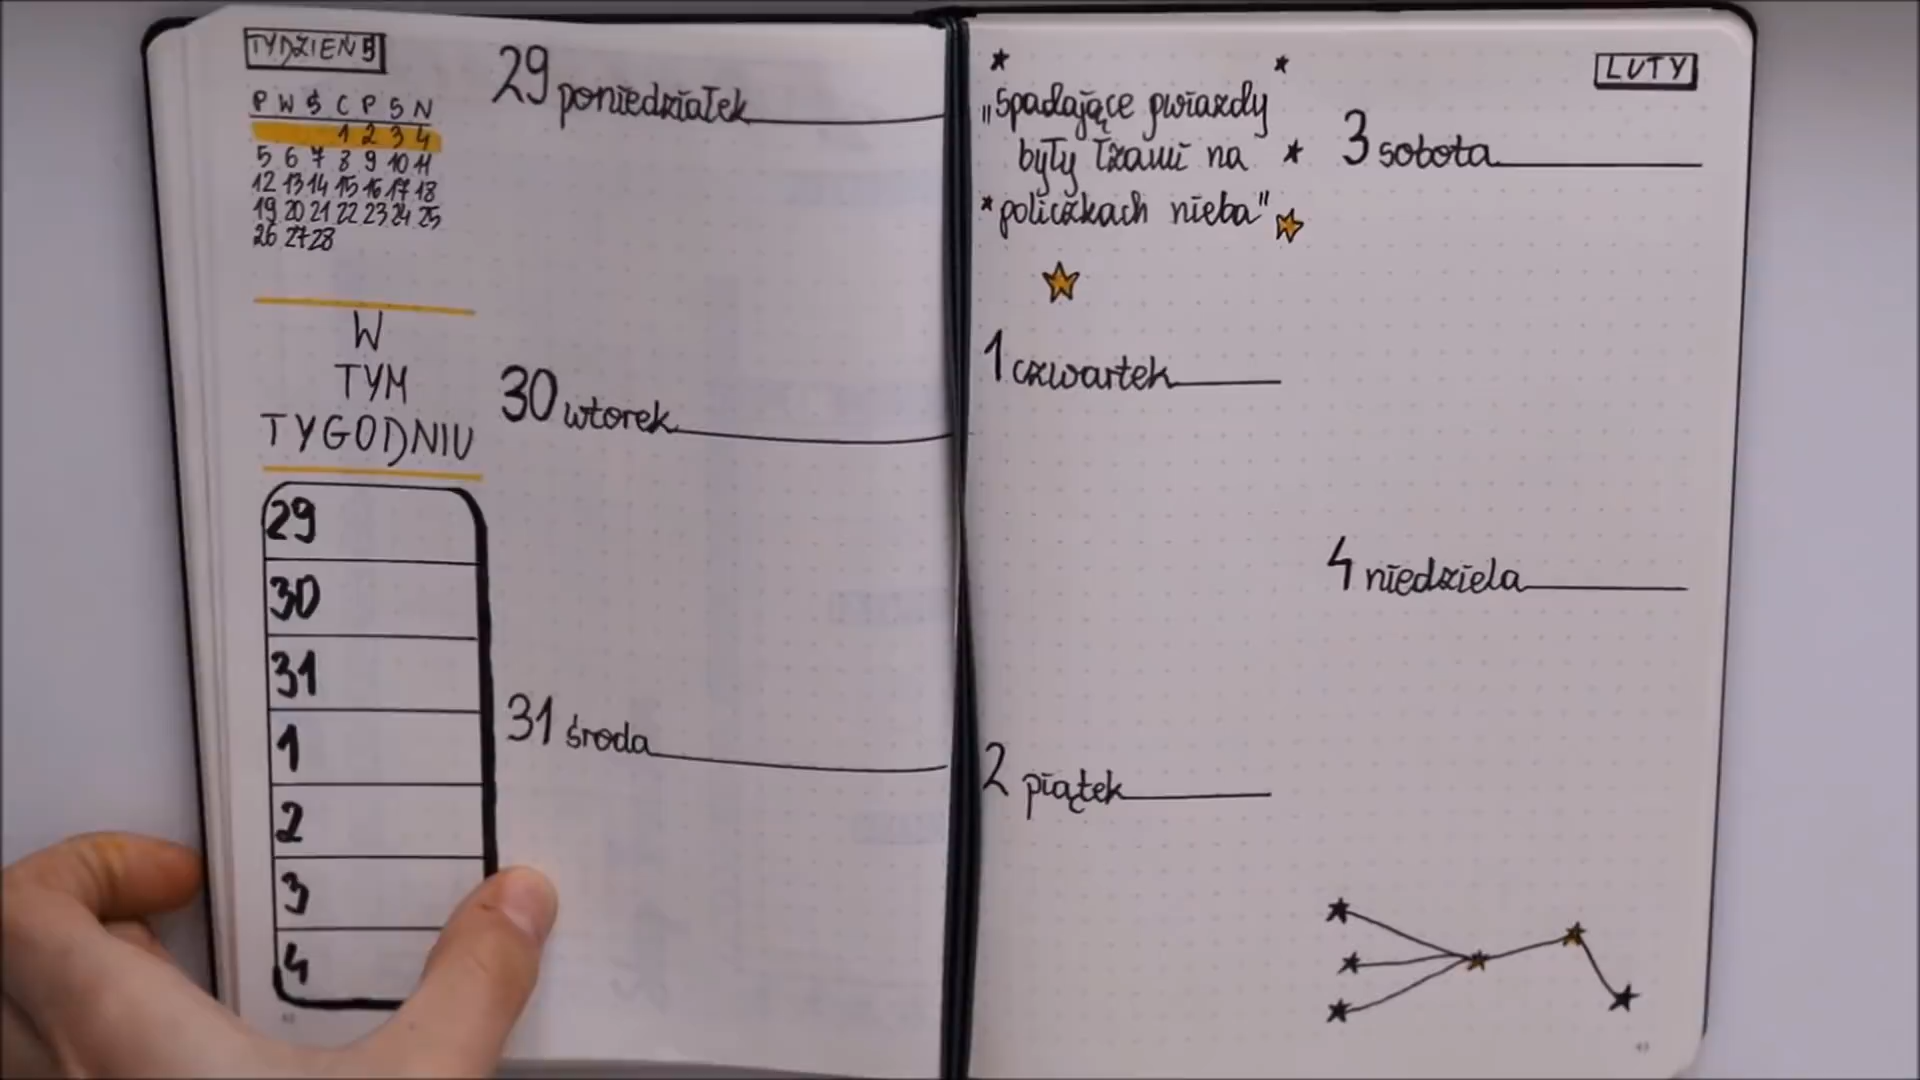 TYDZIEŃ 5
P W Ś C P S N
1 2 3 4
5 6 7 8 9 10 11
12 13 14 15 16 17 18
19 20 21 22 23 24 25
26 27 28
W
TYM
TYGODNIU
29
30
31
1
2
3
4
29 poniedziałek
30 wtorek
31 środa
„Spadające gwiazdy
były łzami na
policzkach nieba"
1 czwartek
2 piątek
LUTY
3 sobota
4 niedziela